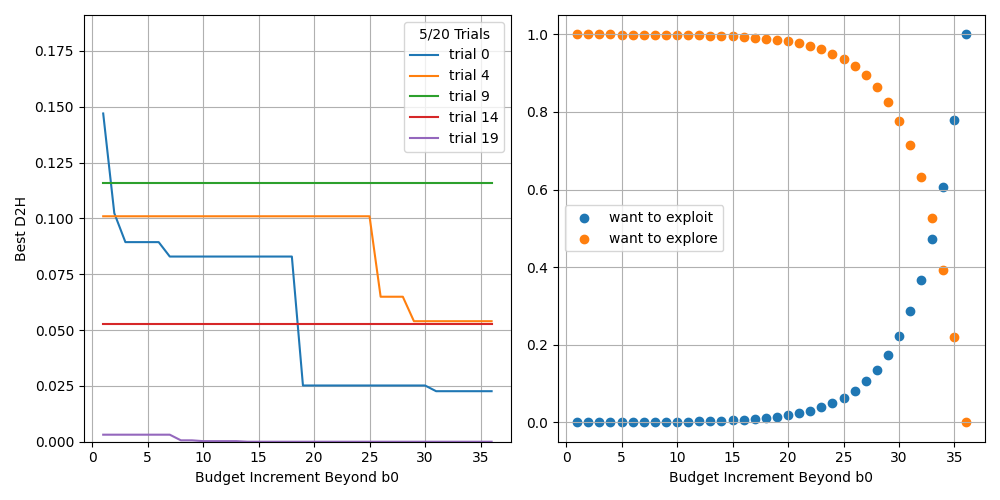 5/20 Trials
trial 0
trial 4
trial 9
trial 14
trial 19
0.175
0.150
0.125
0.100
0.075
0.050
0.025
0.000
Best D2H
0 5 10 15 20 25 30 35
Budget Increment Beyond b0
1.0
0.8
0.6
0.4
0.2
0.0
want to exploit
want to explore
0 5 10 15 20 25 30 35
Budget Increment Beyond b0